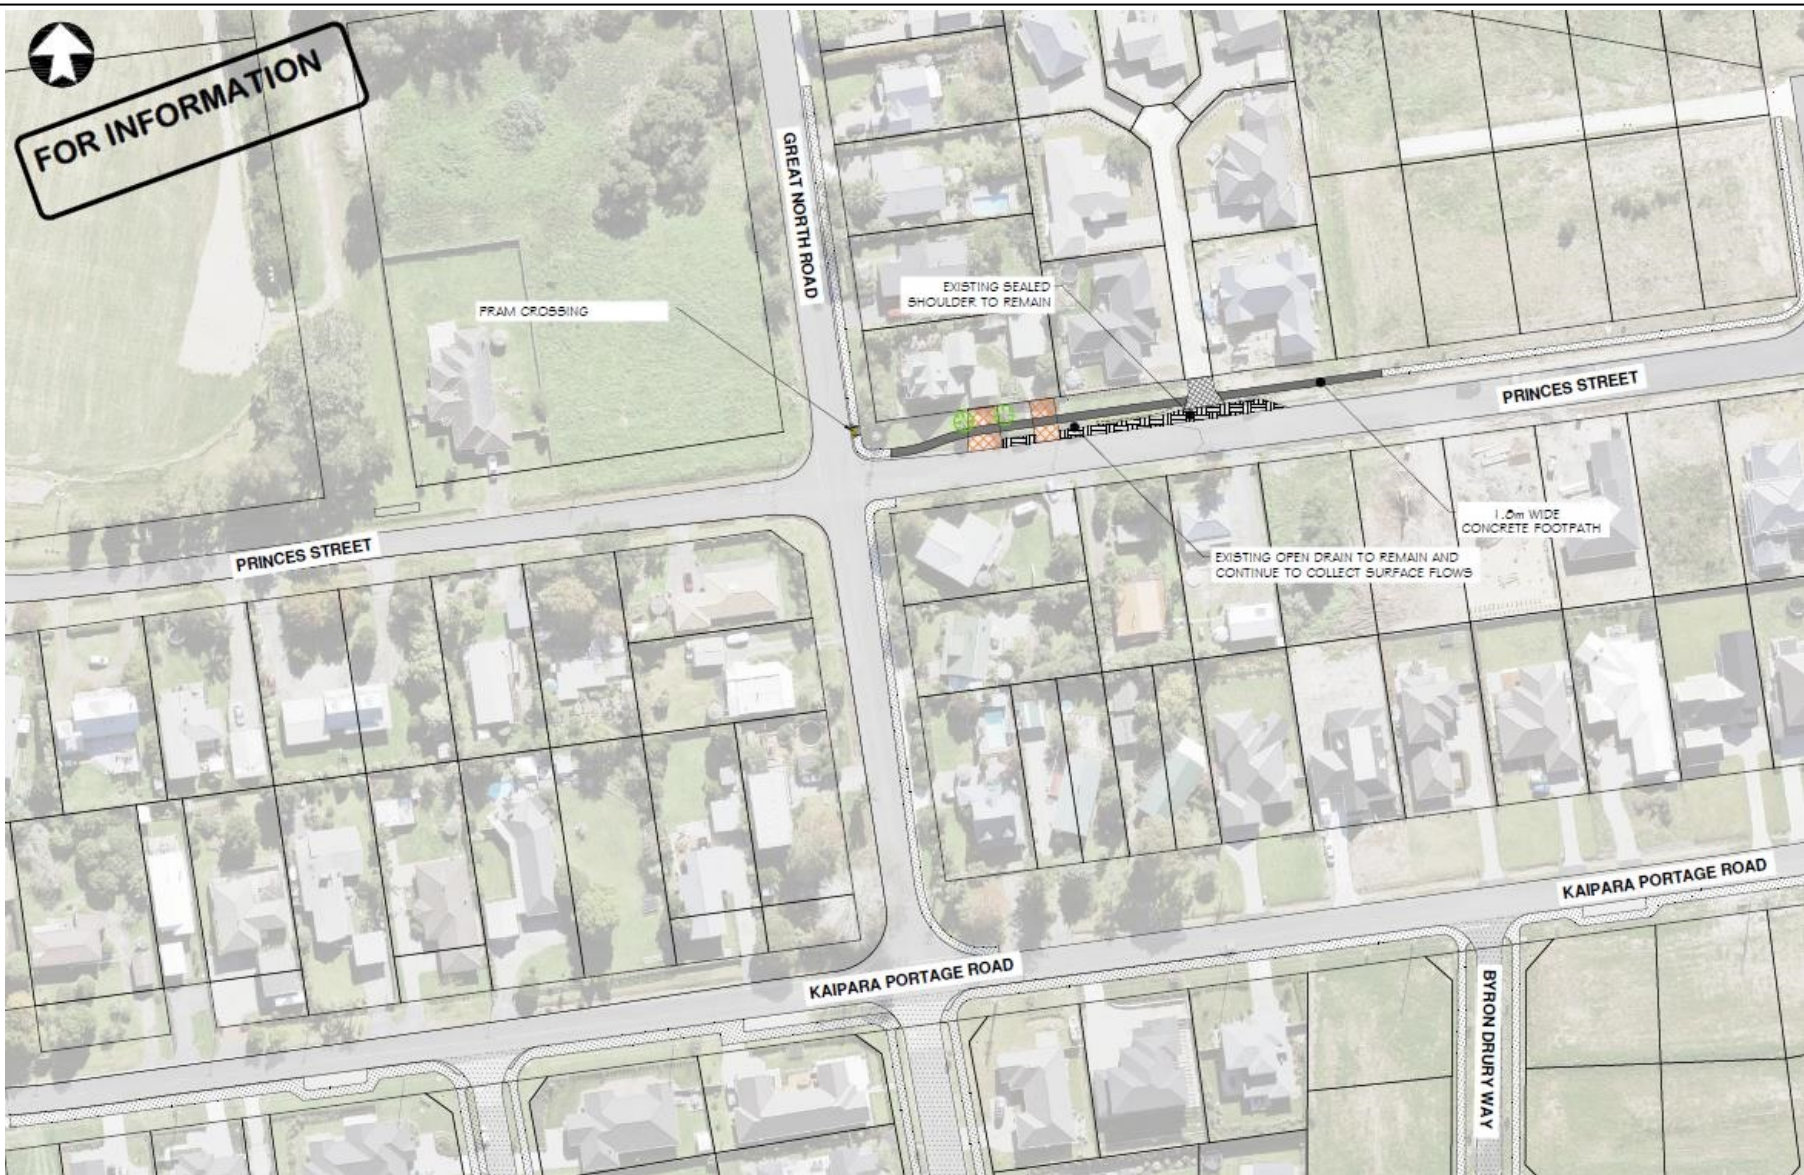 FOR INFORMATION
GREAT NORTH ROAD
PRAM CROSSING
EXISTING SEALED
SHOULDER TO REMAIN
PRINCES STREET
1.8m WIDE
CONCRETE FOOTPATH
EXISTING OPEN DRAIN TO REMAIN AND
CONTINUE TO COLLECT SURFACE FLOWS
PRINCES STREET
KAIPARA PORTAGE ROAD
KAIPARA PORTAGE ROAD
BYRON DRURY WAY